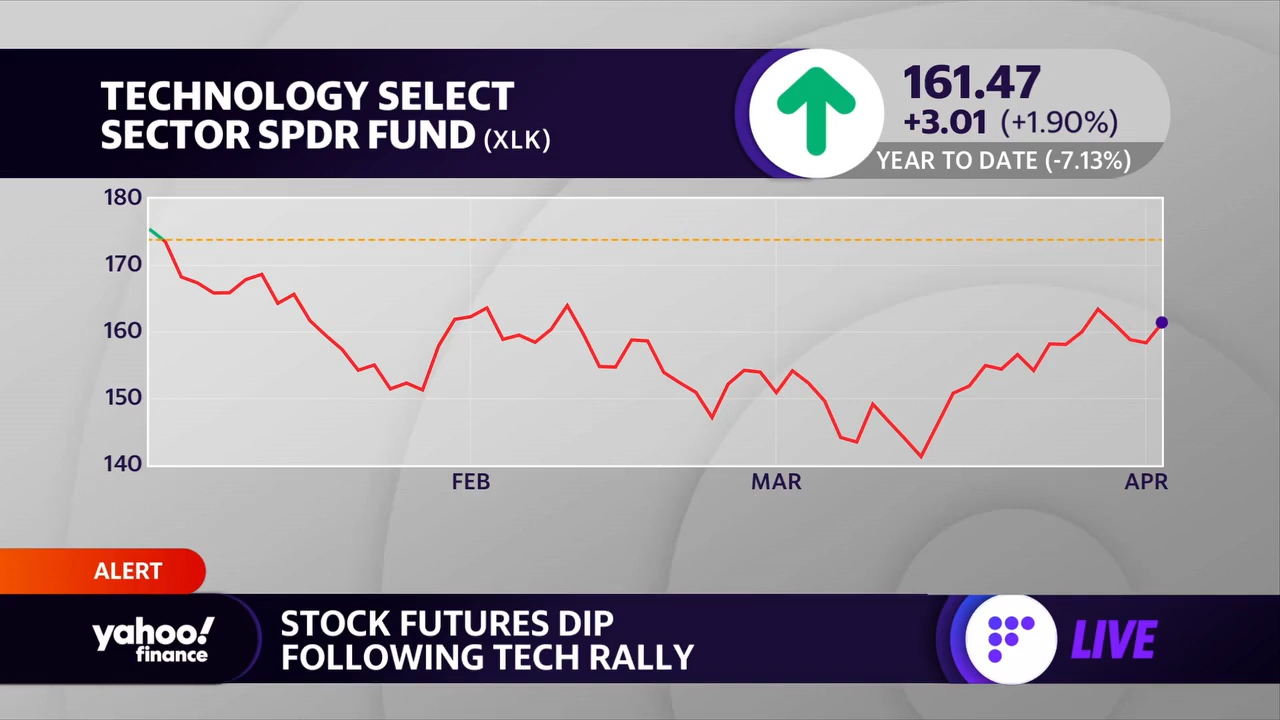 TECHNOLOGY SELECT
SECTOR SPDR FUND (XLK)
161.47
+3.01 (+1.90%)
YEAR TO DATE (-7.13%)
180
170
160
150
140
FEB
MAR
APR
ALERT
yahoo!
finance
STOCK FUTURES DIP
FOLLOWING TECH RALLY
LIVE